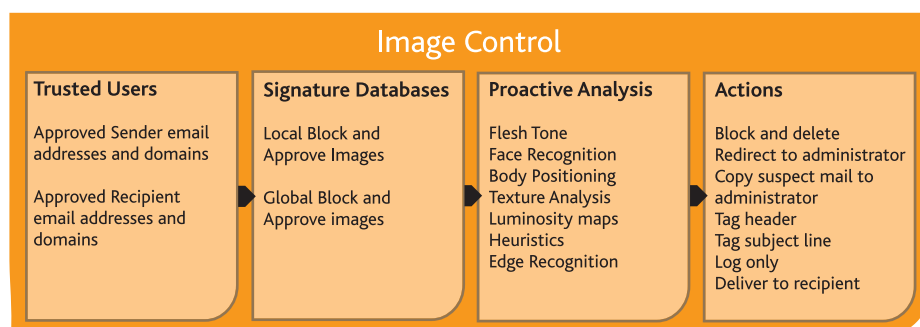 Image Control
Trusted Users
Approved Sender email
addresses and domains
Approved Recipient
email addresses and
domains
Signature Databases
Local Block and
Approve Images
Global Block and
Approve images
Proactive Analysis
Flesh Tone
Face Recognition
Body Positioning
Texture Analysis
Luminosity maps
Heuristics
Edge Recognition
Actions
Block and delete
Redirect to administrator
Copy suspect mail to
administrator
Tag header
Tag subject line
Log only
Deliver to recipient